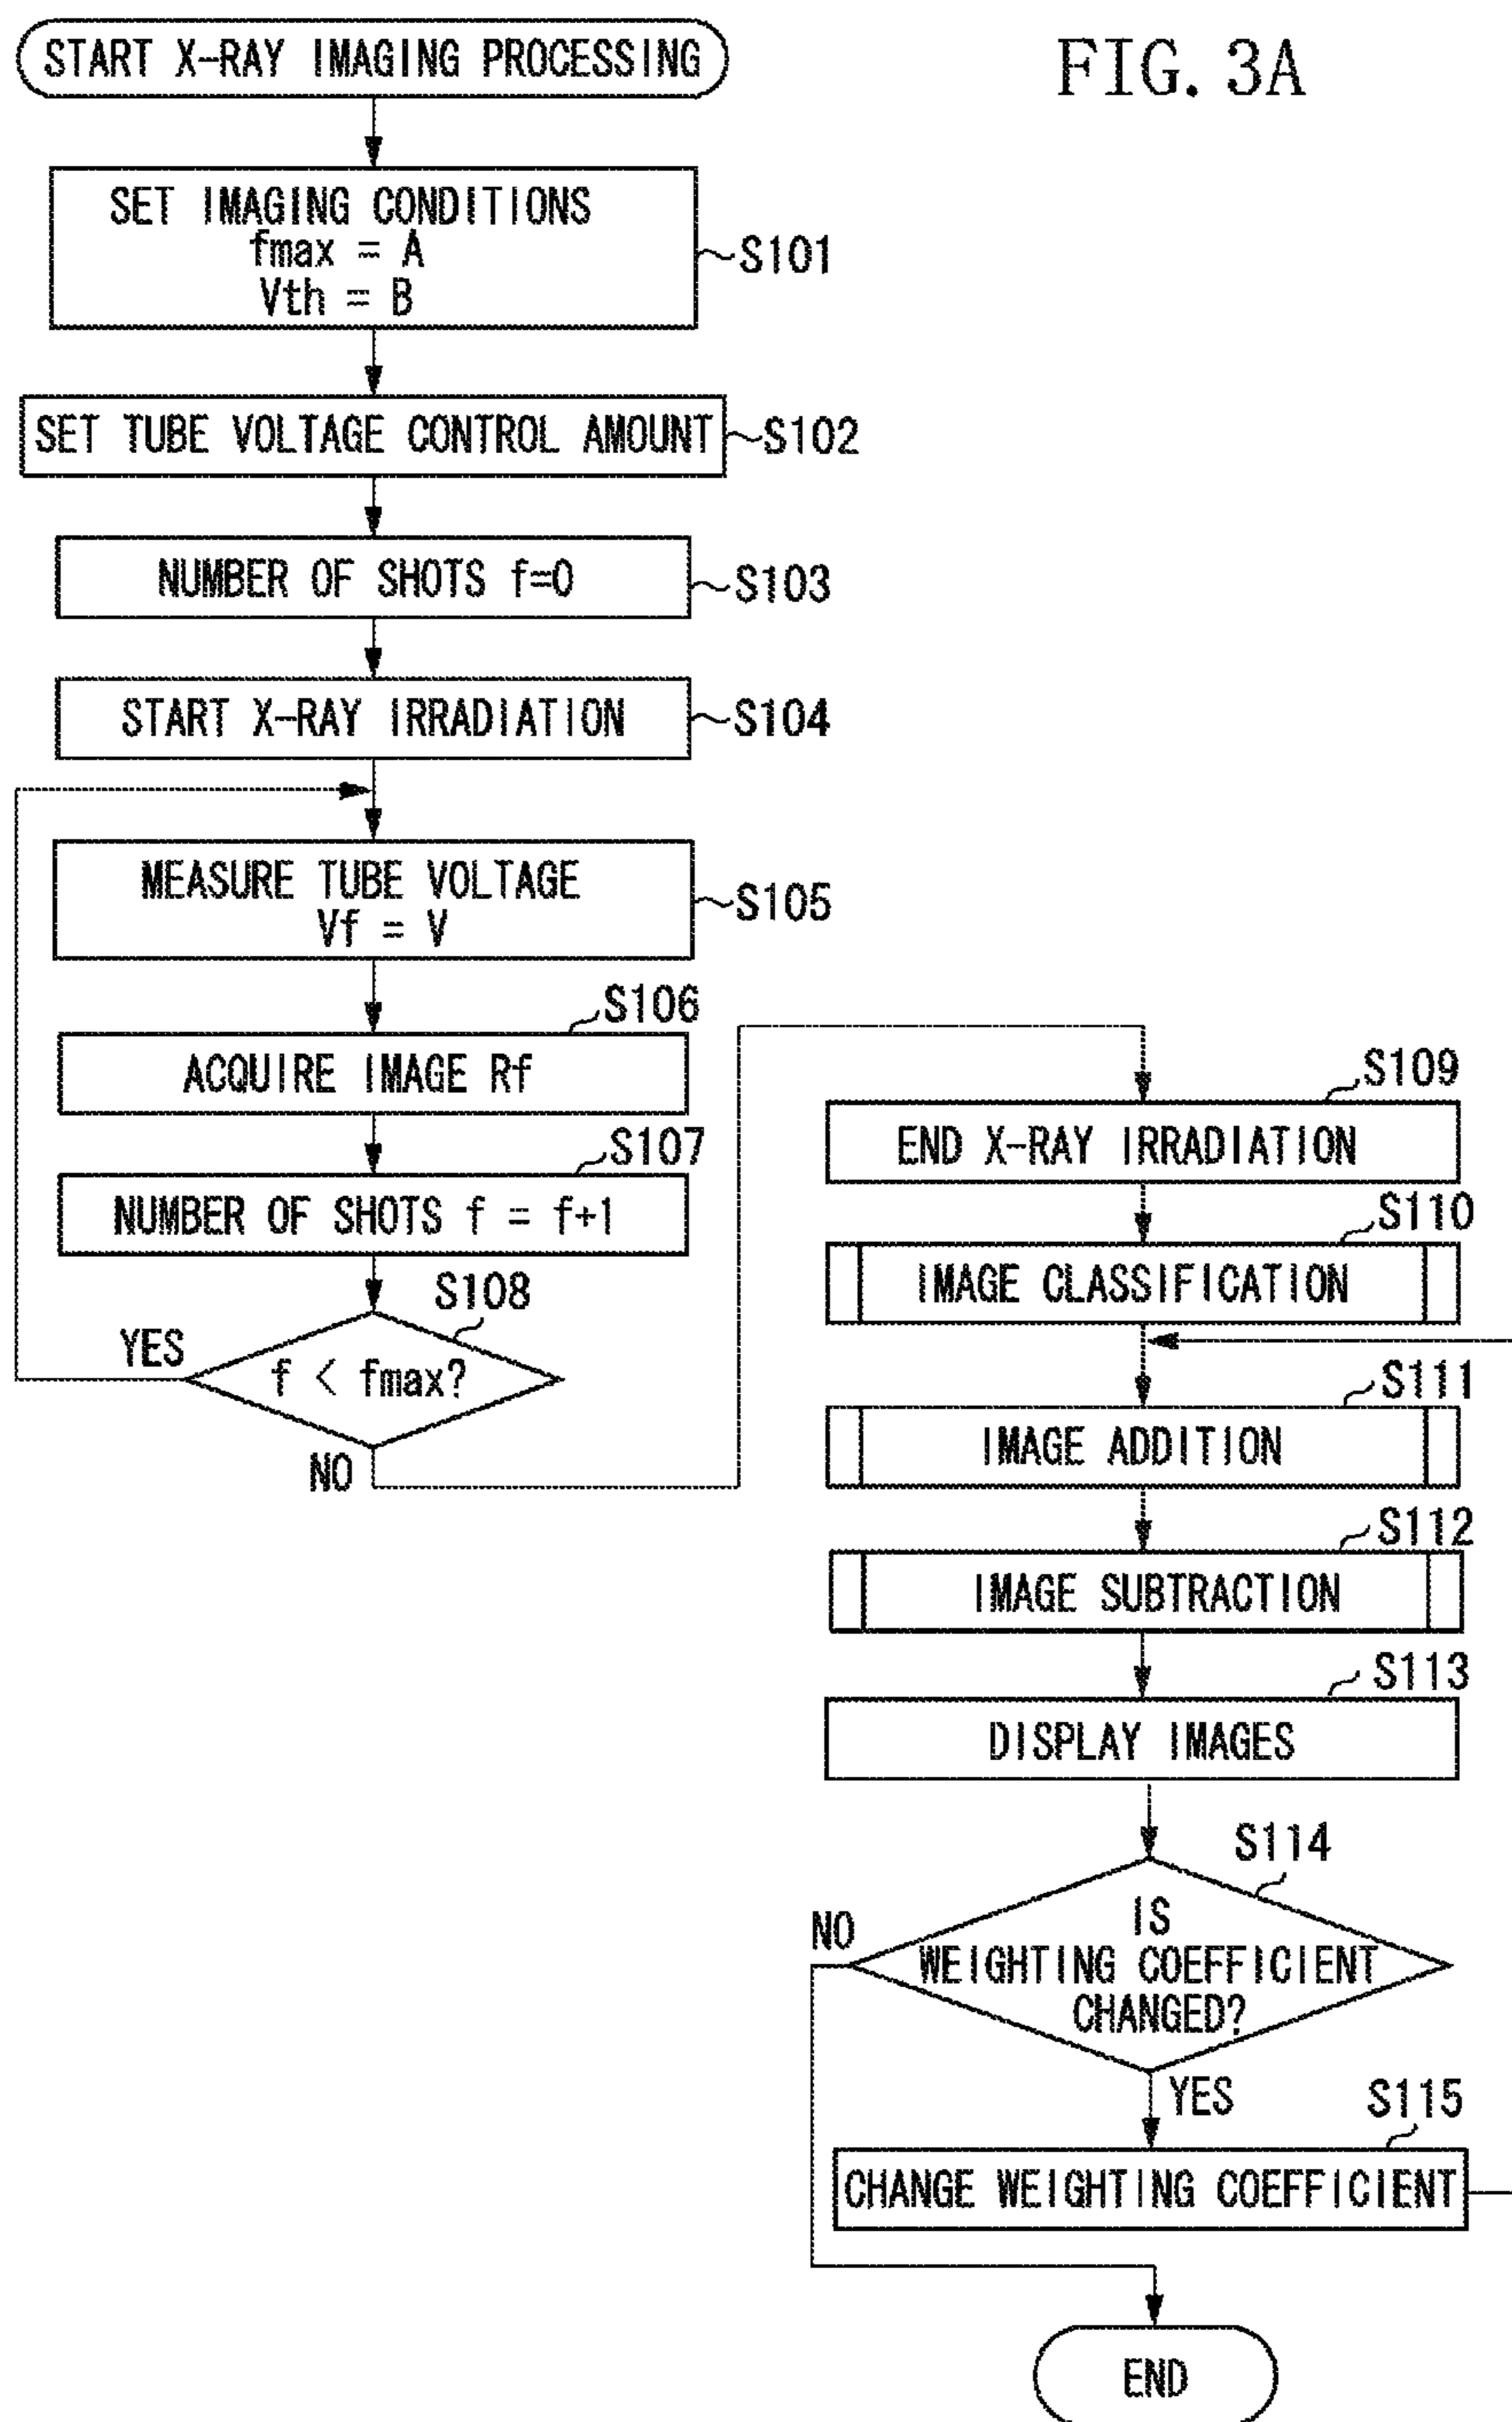 FIG. 3A
START X-RAY IMAGING PROCESSING
SET IMAGING CONDITIONS
fmax = A
Vth = B
S101
SET TUBE VOLTAGE CONTROL AMOUNT
S102
NUMBER OF SHOTS f=0
S103
START X-RAY IRRADIATION
S104
MEASURE TUBE VOLTAGE
Vf = V
S105
S106
ACQUIRE IMAGE Rf
S107
NUMBER OF SHOTS f = f+1
S108
YES
f < fmax?
NO
S109
END X-RAY IRRADIATION
S110
IMAGE CLASSIFICATION
S111
IMAGE ADDITION
S112
IMAGE SUBTRACTION
S113
DISPLAY IMAGES
S114
NO
IS
WEIGHTING COEFFICIENT
CHANGED?
YES
S115
CHANGE WEIGHTING COEFFICIENT
END